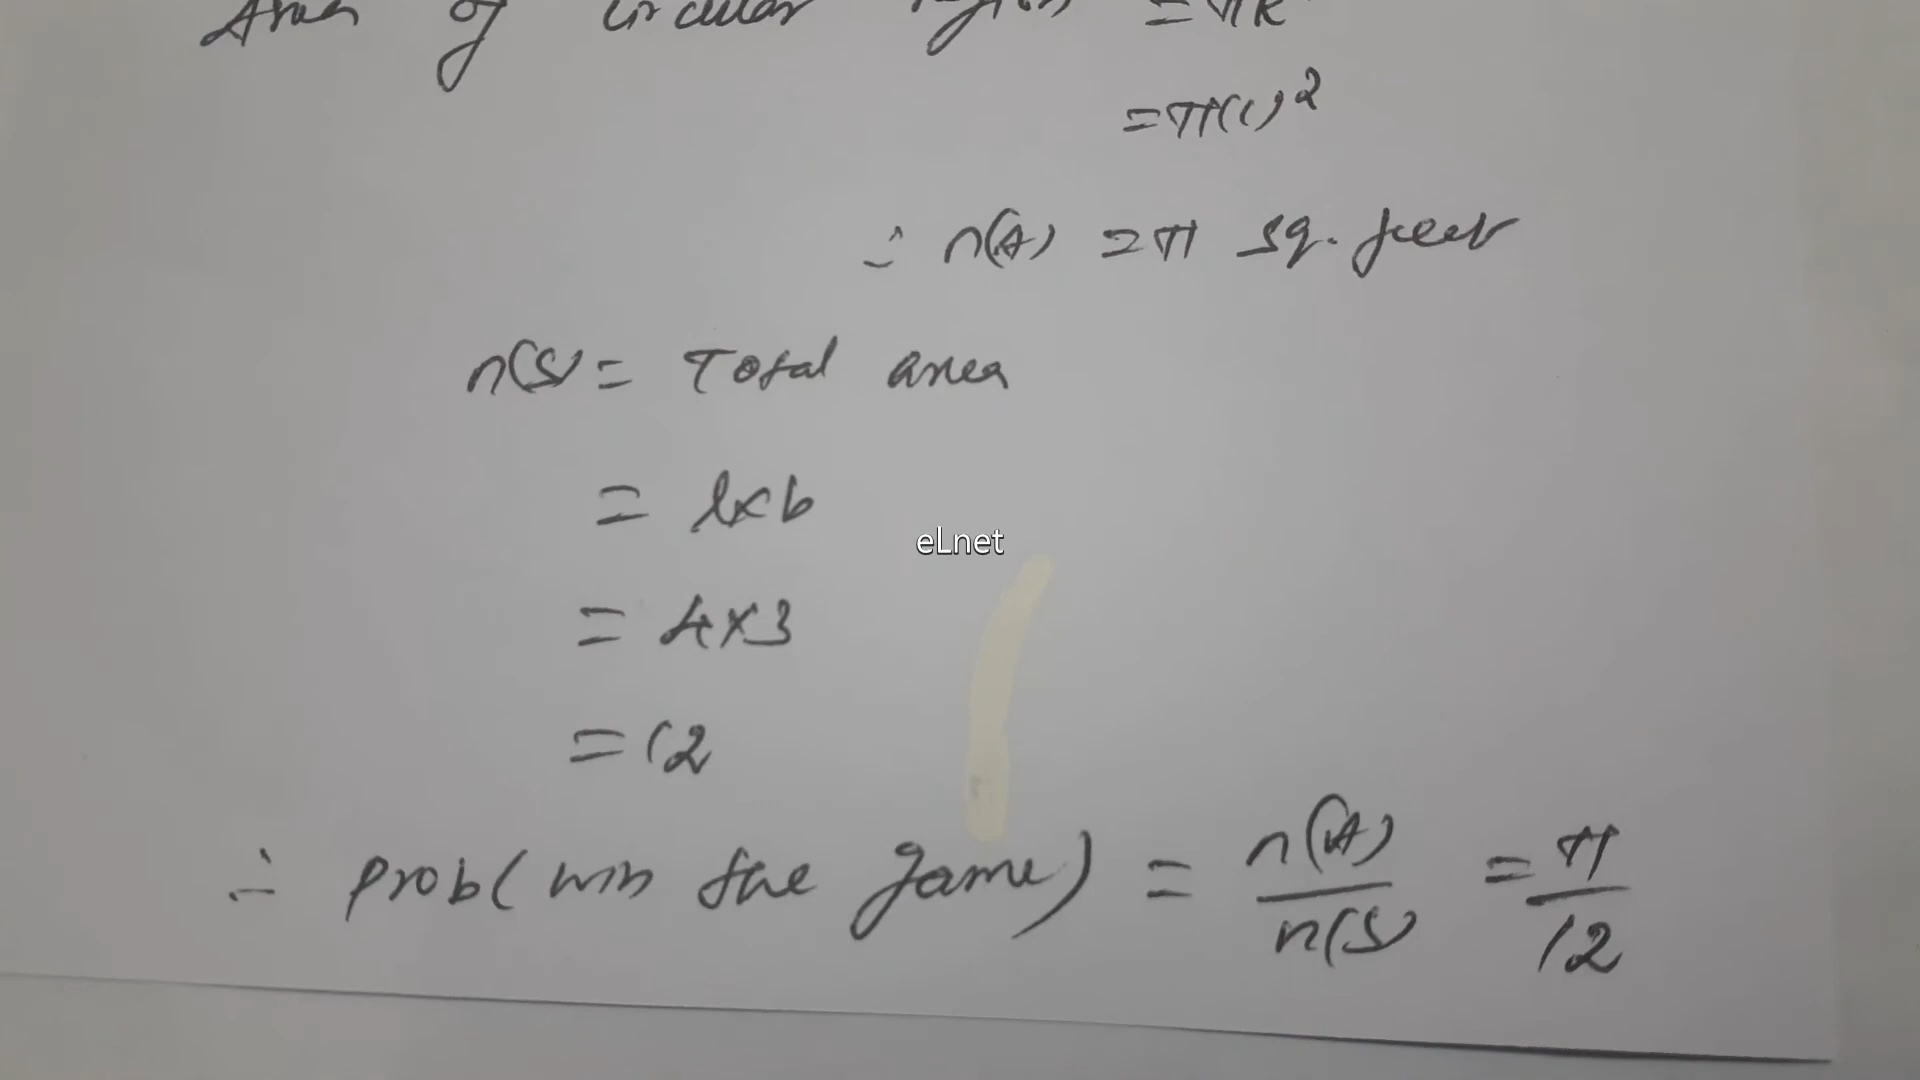 Area of circular region = πR
= π(1)²
∴ n(A) = π sq. feet
n(S) = Total area
= l×b
eLnet
= 4×3
= 12
∴ prob(win the game) = n(A)/n(S) = π/12